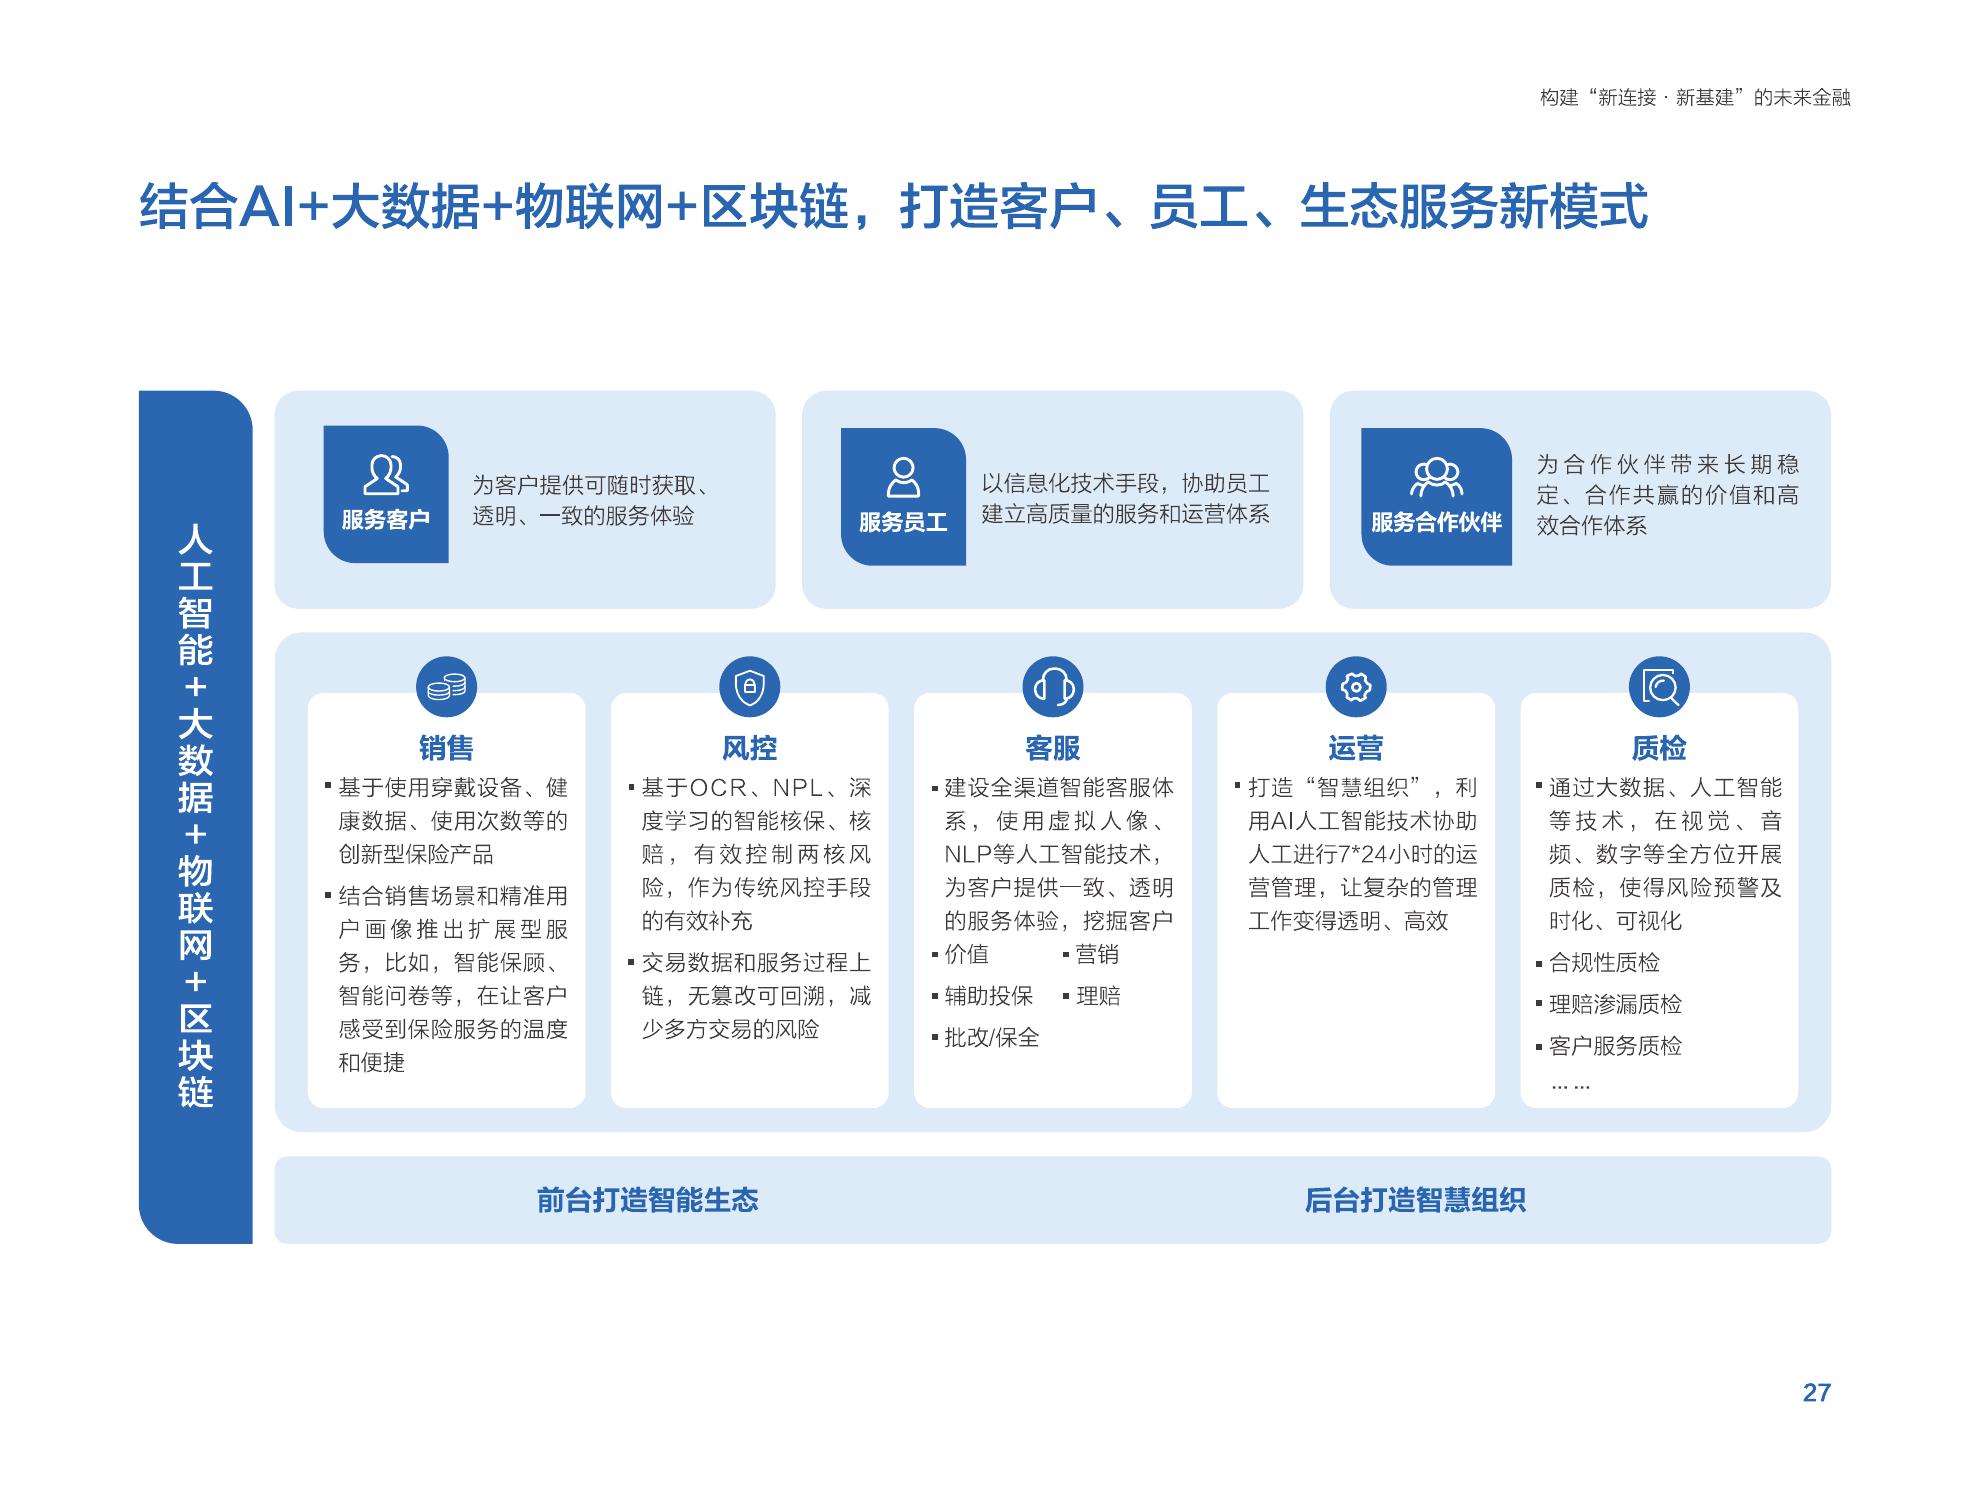 构建“新连接·新基建”的未来金融
结合AI+大数据+物联网+区块链，打造客户、员工、生态服务新模式
人工智能+大数据+物联网+区块链
服务客户
为客户提供可随时获取、
透明、一致的服务体验
服务员工
以信息化技术手段，协助员工
建立高质量的服务和运营体系
服务合作伙伴
为合作伙伴带来长期稳
定、合作共赢的价值和高
效合作体系
销售
▪基于使用穿戴设备、健
康数据、使用次数等的
创新型保险产品
▪结合销售场景和精准用
户画像推出扩展型服
务，比如，智能保顾、
智能问卷等，在让客户
感受到保险服务的温度
和便捷
风控
▪基于OCR、NPL、深
度学习的智能核保、核
赔，有效控制两核风
险，作为传统风控手段
的有效补充
▪交易数据和服务过程上
链，无篡改可回溯，减
少多方交易的风险
客服
▪建设全渠道智能客服体
系，使用虚拟人像、
NLP等人工智能技术，
为客户提供一致、透明
的服务体验，挖掘客户
▪价值 ▪营销
▪辅助投保 ▪理赔
▪批改/保全
运营
▪打造“智慧组织”，利
用AI人工智能技术协助
人工进行7*24小时的运
营管理，让复杂的管理
工作变得透明、高效
质检
▪通过大数据、人工智能
等技术，在视觉、音
频、数字等全方位开展
质检，使得风险预警及
时化、可视化
▪合规性质检
▪理赔渗漏质检
▪客户服务质检
... ...
前台打造智能生态
后台打造智慧组织
27